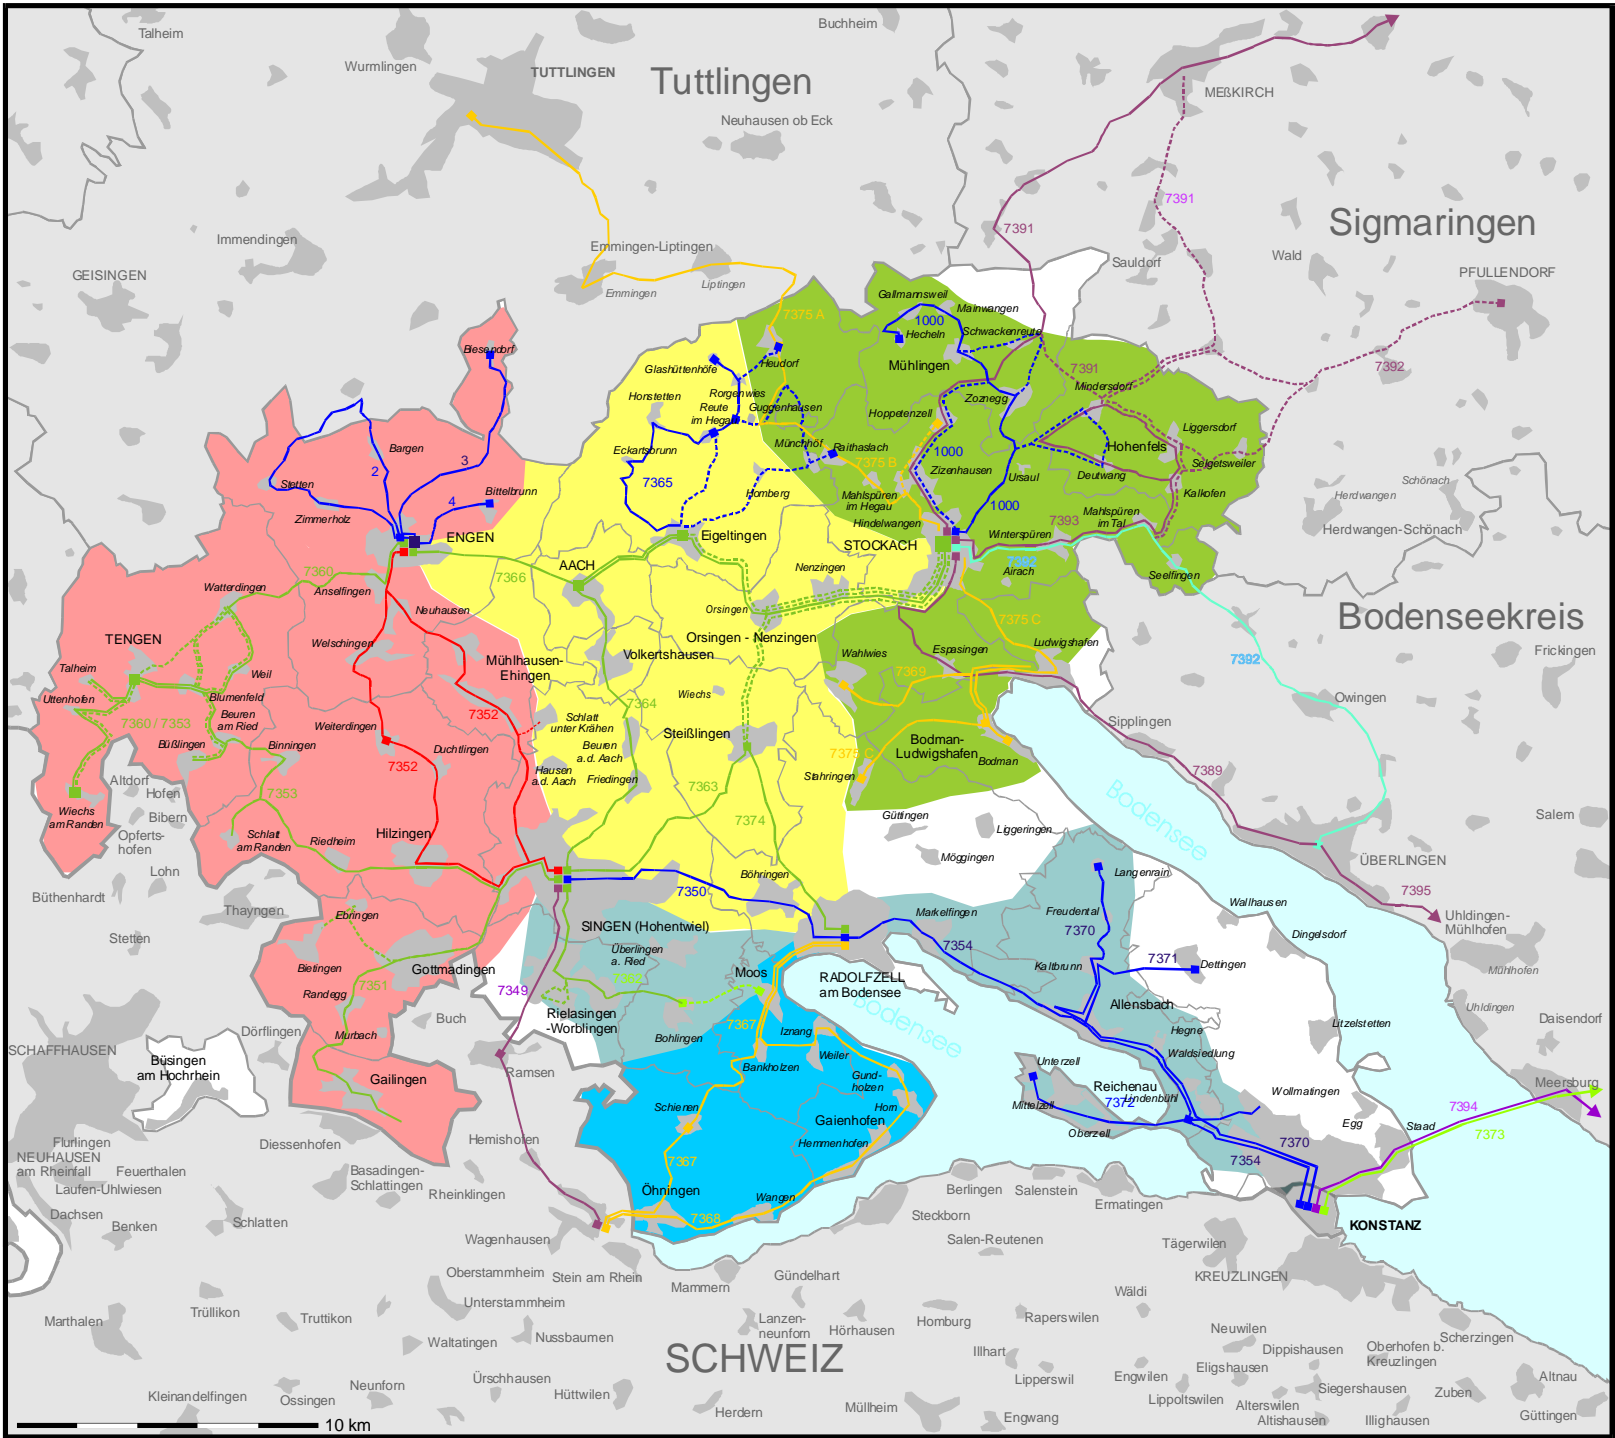 Talheim
Buchheim
Wurmlingen
TUTTLINGEN
Tuttlingen
MEßKIRCH
Neuhausen ob Eck
7391
Sigmaringen
7391
Immendingen
Emmingen-Liptingen
Sauldorf
Wald
GEISINGEN
PFULLENDORF
Emmingen
Liptingen
Gallmannsweil
Mainwangen
7375 A
1000
Hecheln
Schwackenreute
Biesendorf
Glashüttenhöfe
Heudorf
Mühlingen
7391
7392
Honstetten
Rorgenwies
Reute
im Hegau
Guggenhausen
Hoppetenzell
Zoznegg
Mindersdorf
Liggersdorf
Bargen
Eckartsbrunn
Münchhöf
Raithaslach
1000
Hohenfels
Selgetsweiler
2
3
7375 B
Zizenhausen
Ursaul
Deutwang
Stetten
4
Bittelbrunn
7365
Homberg
Mahlspüren
im Hegau
Kalkofen
Herdwangen
Schönach
Zimmerholz
1000
Mahlspüren
im Tal
Herdwangen-Schönach
ENGEN
Eigeltingen
Hindelwangen
STOCKACH
Winterspüren
7393
7392
Airach
Seelfingen
7360
7366
AACH
Nenzingen
Watterdingen
Anselfingen
Neuhausen
Orsingen
7375 C
Bodenseekreis
TENGEN
Welschingen
Orsingen - Nenzingen
Ludwigshafen
Talheim
Weil
Mühlhausen-
Ehingen
Volkertshausen
Wahlwies
Espasingen
7369
7392
Frickingen
Uttenhofen
Blumenfeld
Wiechs
Owingen
7360 / 7353
Beuren
am Ried
Weiterdingen
7352
Schlatt
unter Krähen
7364
Steißlingen
Sipplingen
Büßlingen
Binningen
Duchtlingen
Beuren
a.d. Aach
7375 C
Bodman-
Ludwigshafen
Bodman
7352
Hausen
a.d. Aach
Friedingen
Stahringen
7389
Altdorf
Hofen
7353
7363
Bodensee
Wiechs
am Randen
Bibern
Opferts-
hofen
Schlatt
am Randen
Riedheim
Hilzingen
7374
Güttingen
Liggeringen
Salem
Möggingen
ÜBERLINGEN
Lohn
Büthenhardt
7350
Böhringen
Langenrain
7395
Thayngen
Ebringen
SINGEN (Hohentwiel)
Markelfingen
Freudental
Wallhausen
Uhldingen-
Mühlhofen
Stetten
7370
Dingelsdorf
Überlingen
a. Ried
7354
Bietingen
Gottmadingen
Moos
RADOLFZELL
am Bodensee
Kaltbrunn
7371
Dettingen
Mühlhofen
Randegg
7351
7349
7362
Allensbach
Uhldingen
Rielasingen
-Worblingen
Bodensee
Dörflingen
Buch
7367
Iznang
Hegne
Litzelstetten
Daisendorf
SCHAFFHAUSEN
Murbach
Bohlingen
Weiler
Waldsiedlung
Büsingen
am Hochrhein
Ramsen
Bankholzen
Gund-
holzen
Unterzell
Gailingen
Reichenau
Wollmatingen
Meersburg
Schienen
Gaienhofen
Horn
Mittelzell
7372
Lindenbühl
7394
Flurlingen
NEUHAUSEN
am Rheinfall
Diessenhofen
Hemishofen
Hemmenhofen
Oberzell
7370
Egg
Staad
7373
Feuerthalen
Basadingen-
Schlattingen
7367
7354
Laufen-Uhlwiesen
Rheinklingen
Öhningen
Wangen
Berlingen
Salenstein
Ermatingen
Dachsen
Benken
Schlatten
7368
Steckborn
KONSTANZ
Wagenhausen
Salen-Reutenen
Tägerwilen
Oberstammheim
Stein am Rhein
Mammern
Gündelhart
KREUZLINGEN
Unterstammheim
Wäldi
Marthalen
Trüllikon
Truttikon
Lanzen-
neunforn
Hörhausen
Homburg
Raperswilen
Neuwilen
Scherzingen
Waltatingen
Nussbaumen
Dippishausen
Oberhofen b.
Kreuzlingen
SCHWEIZ
Illhart
Eligshausen
Ürschhausen
Lipperswil
Engwilen
Siegershausen
Altnau
Kleinandelfingen
Neunforn
Ossingen
Hüttwilen
Lippoltswilen
Zuben
Herdern
Müllheim
Alterswilen
Engwang
Altishausen
Illighausen
Güttingen
10 km